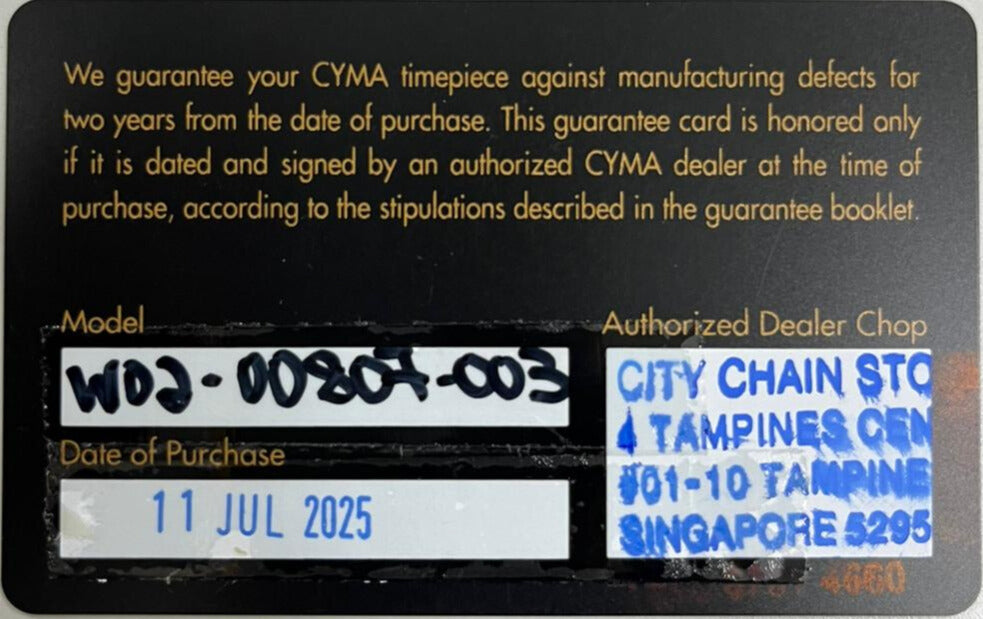 We guarantee your CYMA timepiece against manufacturing defects for
two years from the date of purchase. This guarantee card is honored only
if it is dated and signed by an authorized CYMA dealer at the time of
purchase, according to the stipulations described in the guarantee booklet.
Model
W02-00807-003
Date of Purchase
11 JUL 2025
Authorized Dealer Chop
CITY CHAIN STO
4 TAMPINES CEN
#01-10 TAMPINE
SINGAPORE 5295
4660